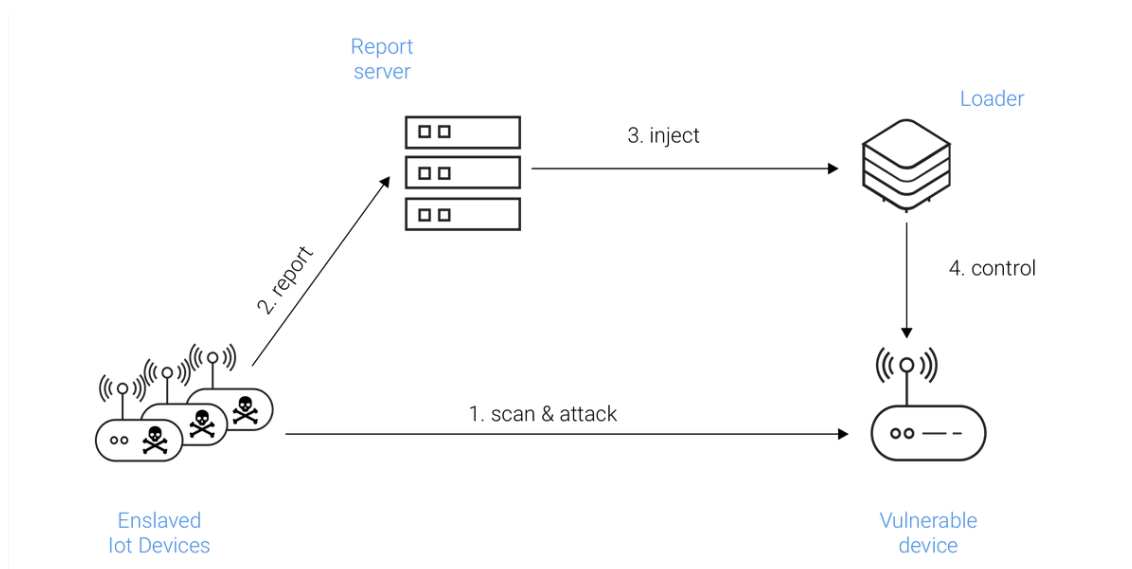 Report
server
Loader
3. inject
2. report
4. control
1. scan & attack
Enslaved
Iot Devices
Vulnerable
device